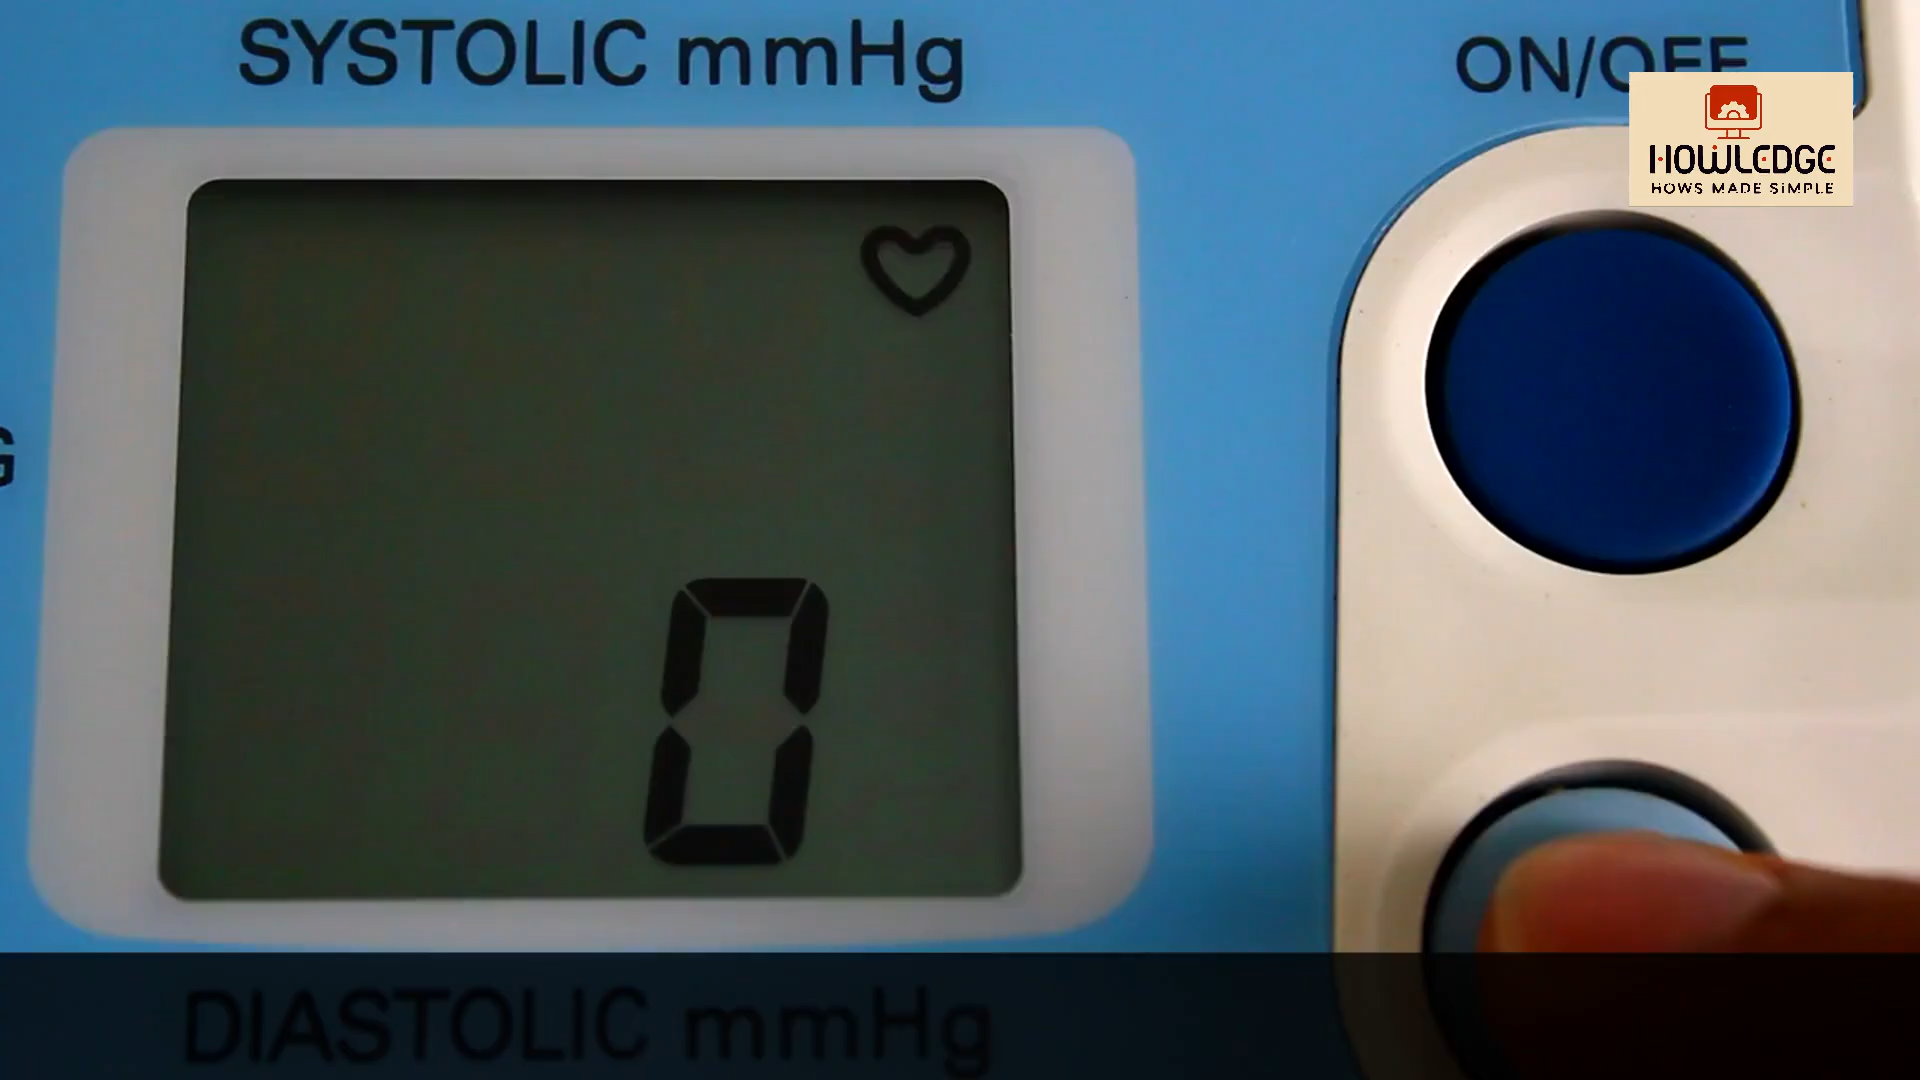 SYSTOLIC mmHg
ON/OFF
HOWLEDGE
HOWS MADE SiMPLE
G
0
DIASTOLIC mmHg